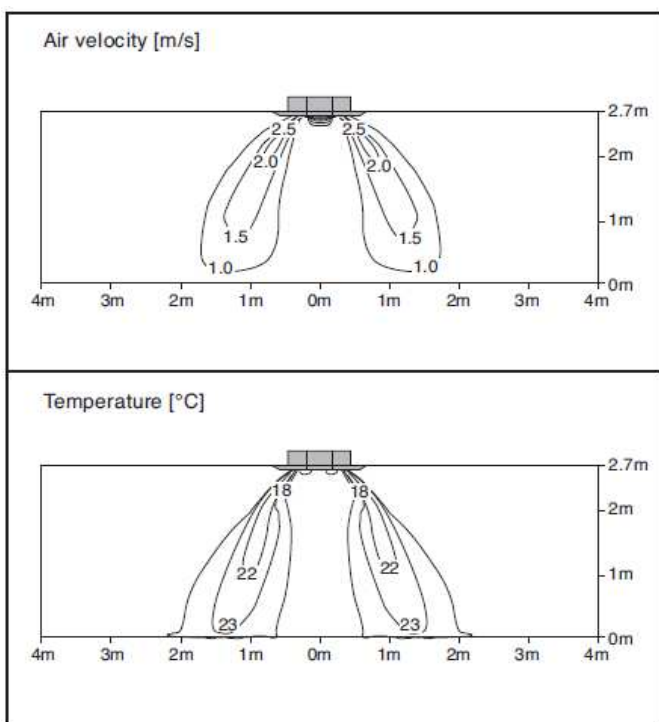 Air velocity [m/s]
2.7m
2.5 2.5
2m
2.0 2.0
1m
1.5 1.5
1.0 1.0
0m
4m 3m 2m 1m 0m 1m 2m 3m 4m
Temperature [°C]
2.7m
18 18
2m
22 22
1m
23 23
0m
4m 3m 2m 1m 0m 1m 2m 3m 4m